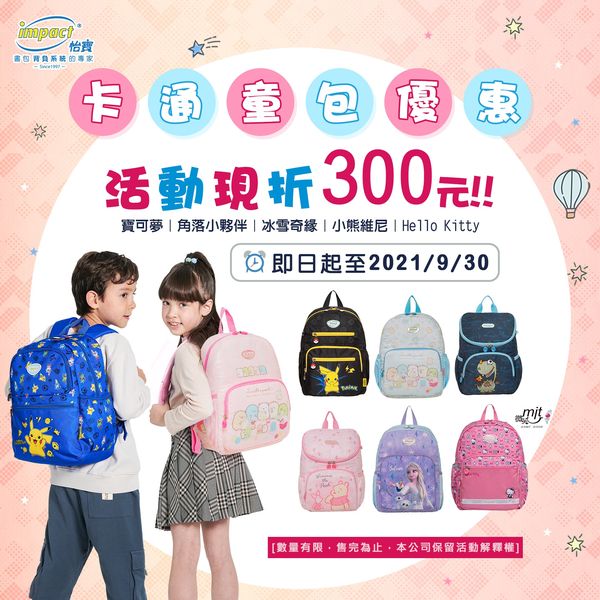 impact®
怡寶
書包 背負系統 的專家
Since1997
卡通童包優惠
活動現折300元!!
寶可夢|角落小夥伴|冰雪奇緣|小熊維尼|Hello Kitty
即日起至2021/9/30
mit
微笑
[數量有限．售完為止．本公司保留活動解釋權]